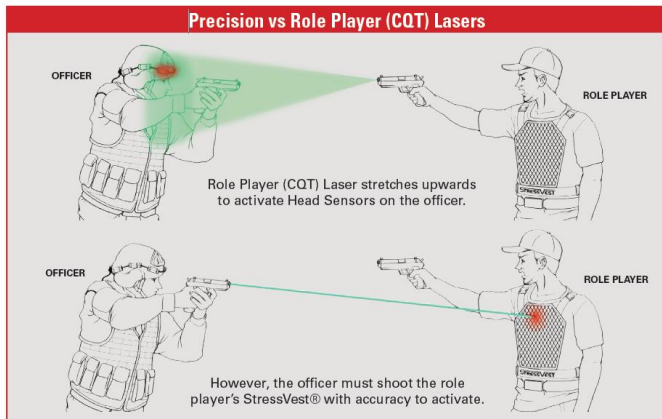 Precision vs Role Player (CQT) Lasers
OFFICER
ROLE PLAYER
STRESSVEST
Role Player (CQT) Laser stretches upwards
to activate Head Sensors on the officer.
OFFICER
ROLE PLAYER
STRESSVEST
However, the officer must shoot the role
player's StressVest® with accuracy to activate.